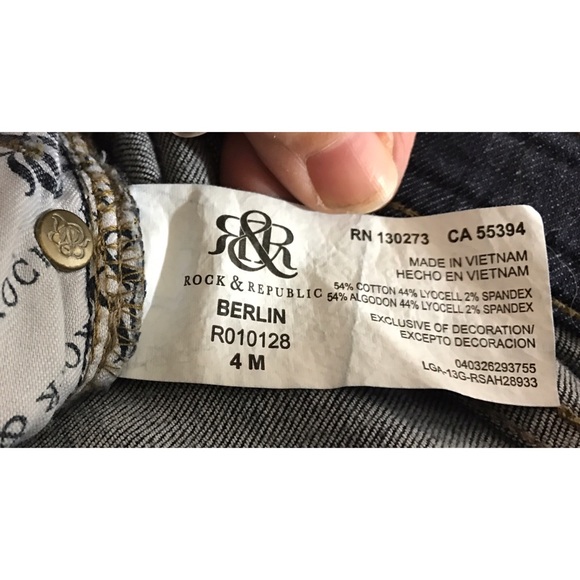 R&R
ROCK & REPUBLIC
BERLIN
R010128
4 M
RN 130273 CA 55394
MADE IN VIETNAM
HECHO EN VIETNAM
54% COTTON 44% LYOCELL 2% SPANDEX
54% ALGODON 44% LYOCELL 2% SPANDEX
EXCLUSIVE OF DECORATION/
EXCEPTO DECORACION
040326293755
LGA-13G-RSAH28933